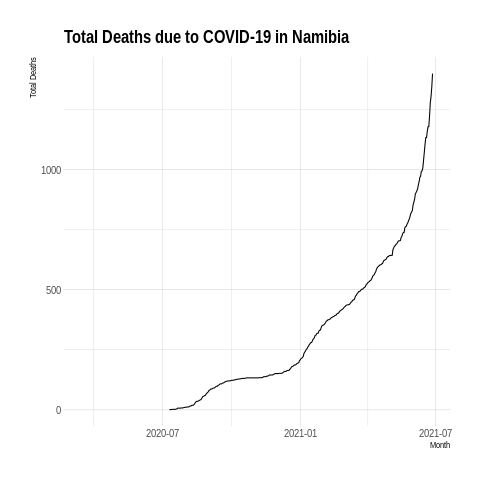 Total Deaths due to COVID-19 in Namibia
Total Deaths
1000
500
0
2020-07
2021-01
2021-07
Month